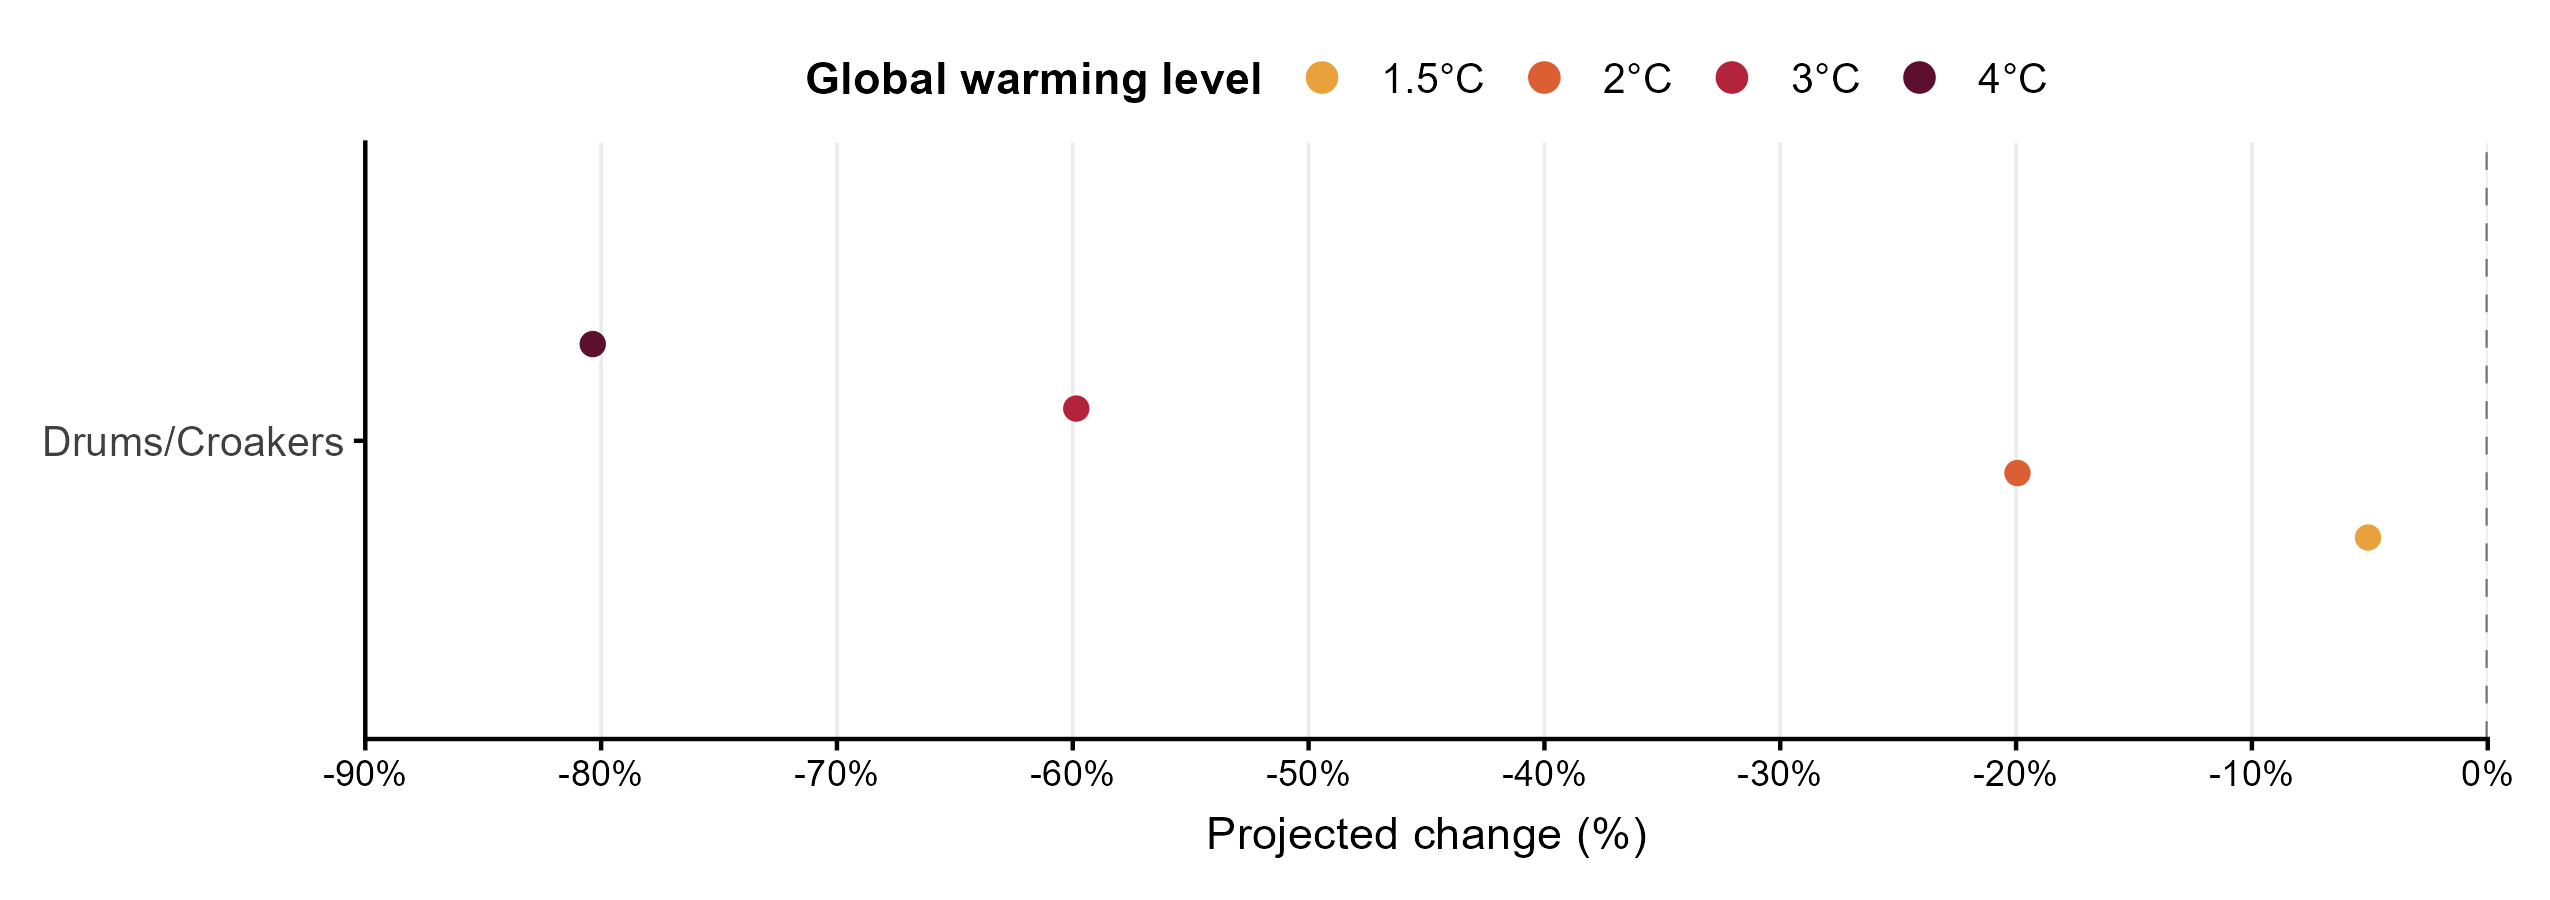 Global warming level 1.5°C 2°C 3°C 4°C
Drums/Croakers
-90% -80% -70% -60% -50% -40% -30% -20% -10% 0%
Projected change (%)